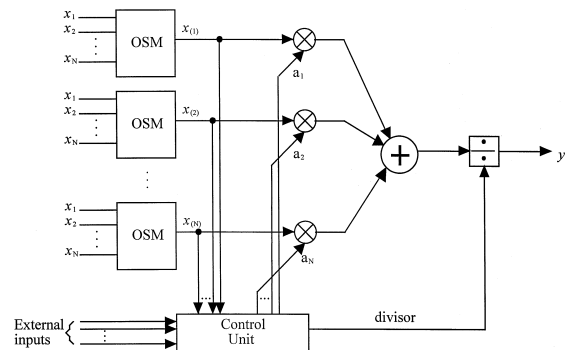 x1
x2
⋮
xN
OSM
x(1)
a1
x1
x2
⋮
xN
OSM
x(2)
a2
⋮
x1
x2
⋮
xN
OSM
x(N)
aN
+
÷
y
...
...
External
inputs
⋮
Control
Unit
divisor